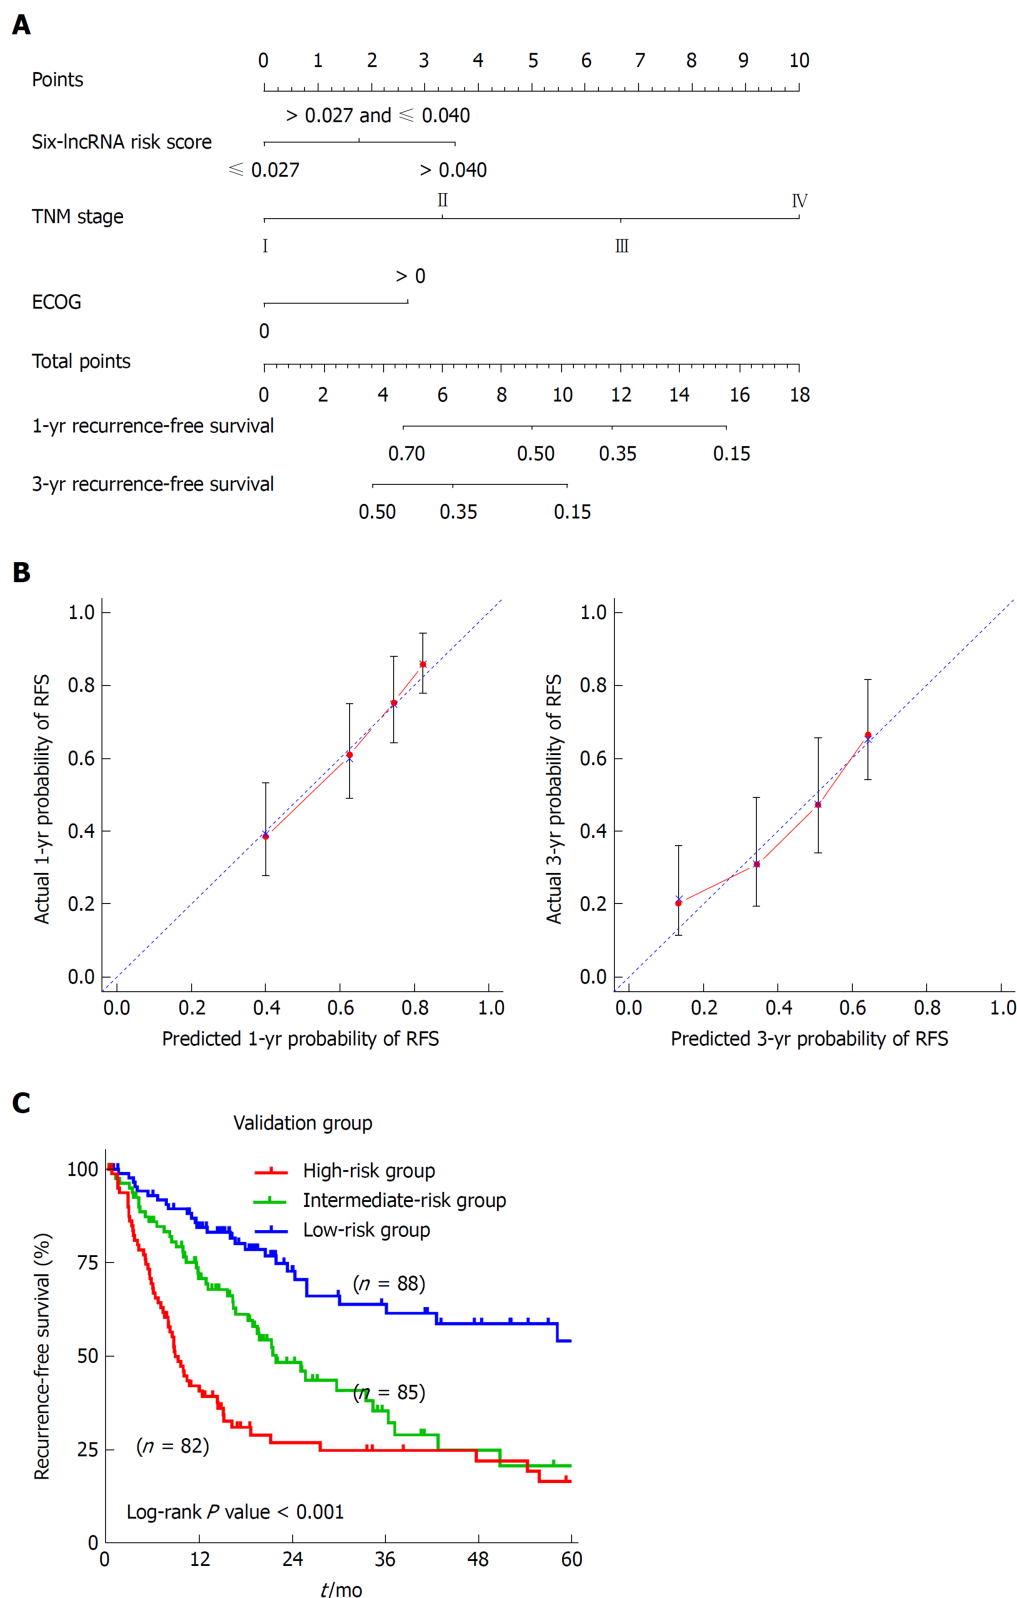 A
0 1 2 3 4 5 6 7 8 9 10
Points
> 0.027 and ⩽ 0.040
Six-lncRNA risk score
⩽ 0.027 > 0.040
II IV
TNM stage
I III
> 0
ECOG
0
Total points
0 2 4 6 8 10 12 14 16 18
1-yr recurrence-free survival
0.70 0.50 0.35 0.15
3-yr recurrence-free survival
0.50 0.35 0.15
B
Actual 1-yr probability of RFS
1.0
0.8
0.6
0.4
0.2
0.0
0.0 0.2 0.4 0.6 0.8 1.0
Predicted 1-yr probability of RFS
Actual 3-yr probability of RFS
1.0
0.8
0.6
0.4
0.2
0.0
0.0 0.2 0.4 0.6 0.8 1.0
Predicted 3-yr probability of RFS
C
Validation group
High-risk group
Intermediate-risk group
Low-risk group
Recurrence-free survival (%)
100
75
50
25
0
(n = 88)
(n = 85)
(n = 82)
Log-rank P value < 0.001
0 12 24 36 48 60
t/mo